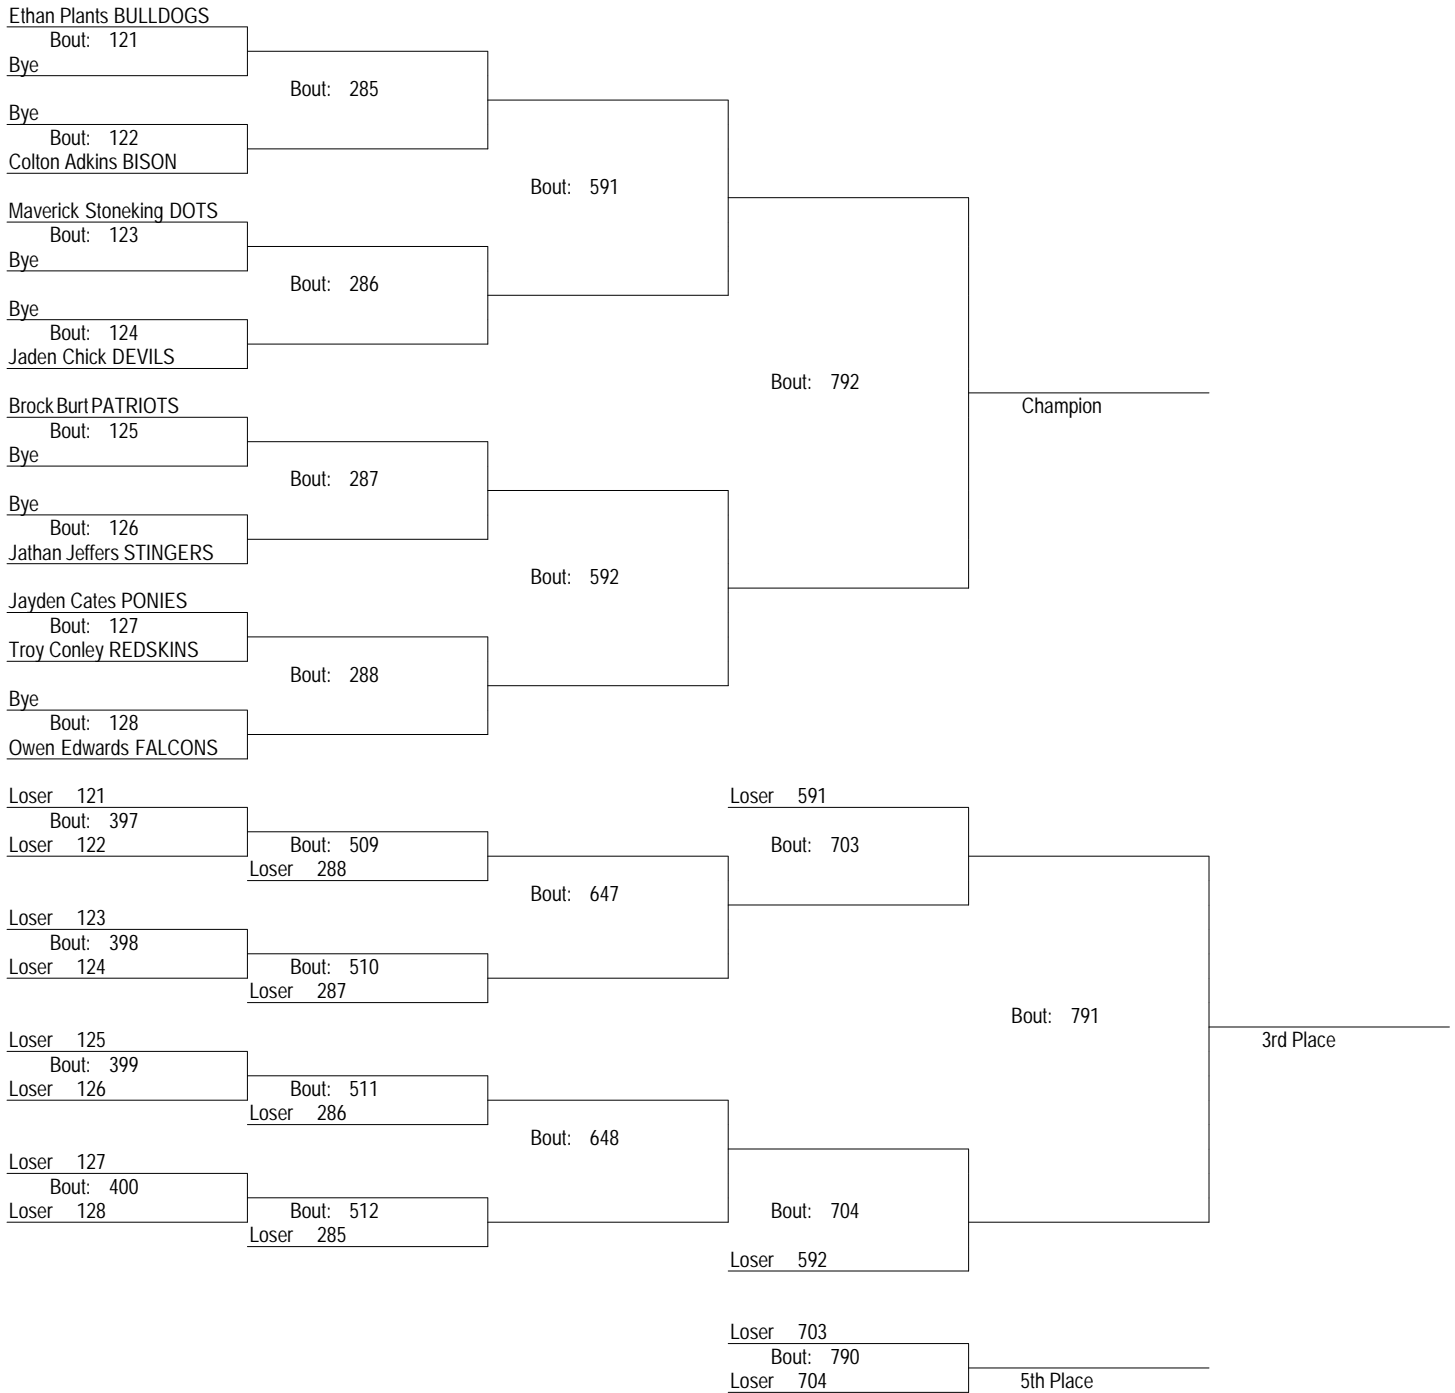 Ethan Plants BULLDOGS
Bout: 121
Bye
Bout: 285
Bye
Bout: 122
Colton Adkins BISON
Bout: 591
Maverick Stoneking DOTS
Bout: 123
Bye
Bout: 286
Bye
Bout: 124
Jaden Chick DEVILS
Bout: 792
Champion
Brock Burt PATRIOTS
Bout: 125
Bye
Bout: 287
Bye
Bout: 126
Jathan Jeffers STINGERS
Bout: 592
Jayden Cates PONIES
Bout: 127
Troy Conley REDSKINS
Bout: 288
Bye
Bout: 128
Owen Edwards FALCONS
Loser 121
Bout: 397
Loser 122
Bout: 509
Loser 288
Loser 591
Bout: 703
Bout: 647
Loser 123
Bout: 398
Loser 124
Bout: 510
Loser 287
Bout: 791
3rd Place
Loser 125
Bout: 399
Loser 126
Bout: 511
Loser 286
Bout: 648
Loser 127
Bout: 400
Loser 128
Bout: 512
Loser 285
Bout: 704
Loser 592
Loser 703
Bout: 790
Loser 704
5th Place